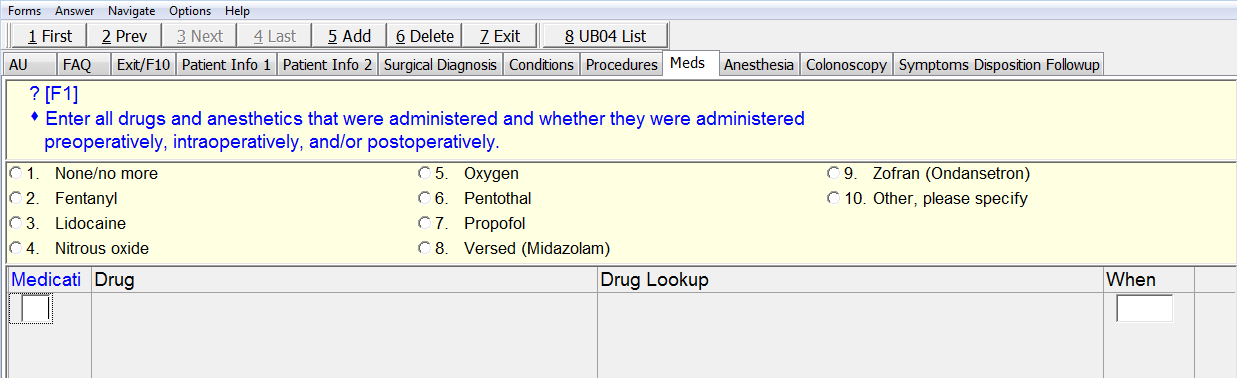 Forms Answer Navigate Options Help
1 First 2 Prev 3 Next 4 Last 5 Add 6 Delete 7 Exit 8 UB04 List
AU FAQ Exit/F10 Patient Info 1 Patient Info 2 Surgical Diagnosis Conditions Procedures Meds Anesthesia Colonoscopy Symptoms Disposition Followup
? [F1]
♦ Enter all drugs and anesthetics that were administered and whether they were administered
preoperatively, intraoperatively, and/or postoperatively.
1. None/no more 5. Oxygen 9. Zofran (Ondansetron)
2. Fentanyl 6. Pentothal 10. Other, please specify
3. Lidocaine 7. Propofol
4. Nitrous oxide 8. Versed (Midazolam)
Medicati Drug Drug Lookup When